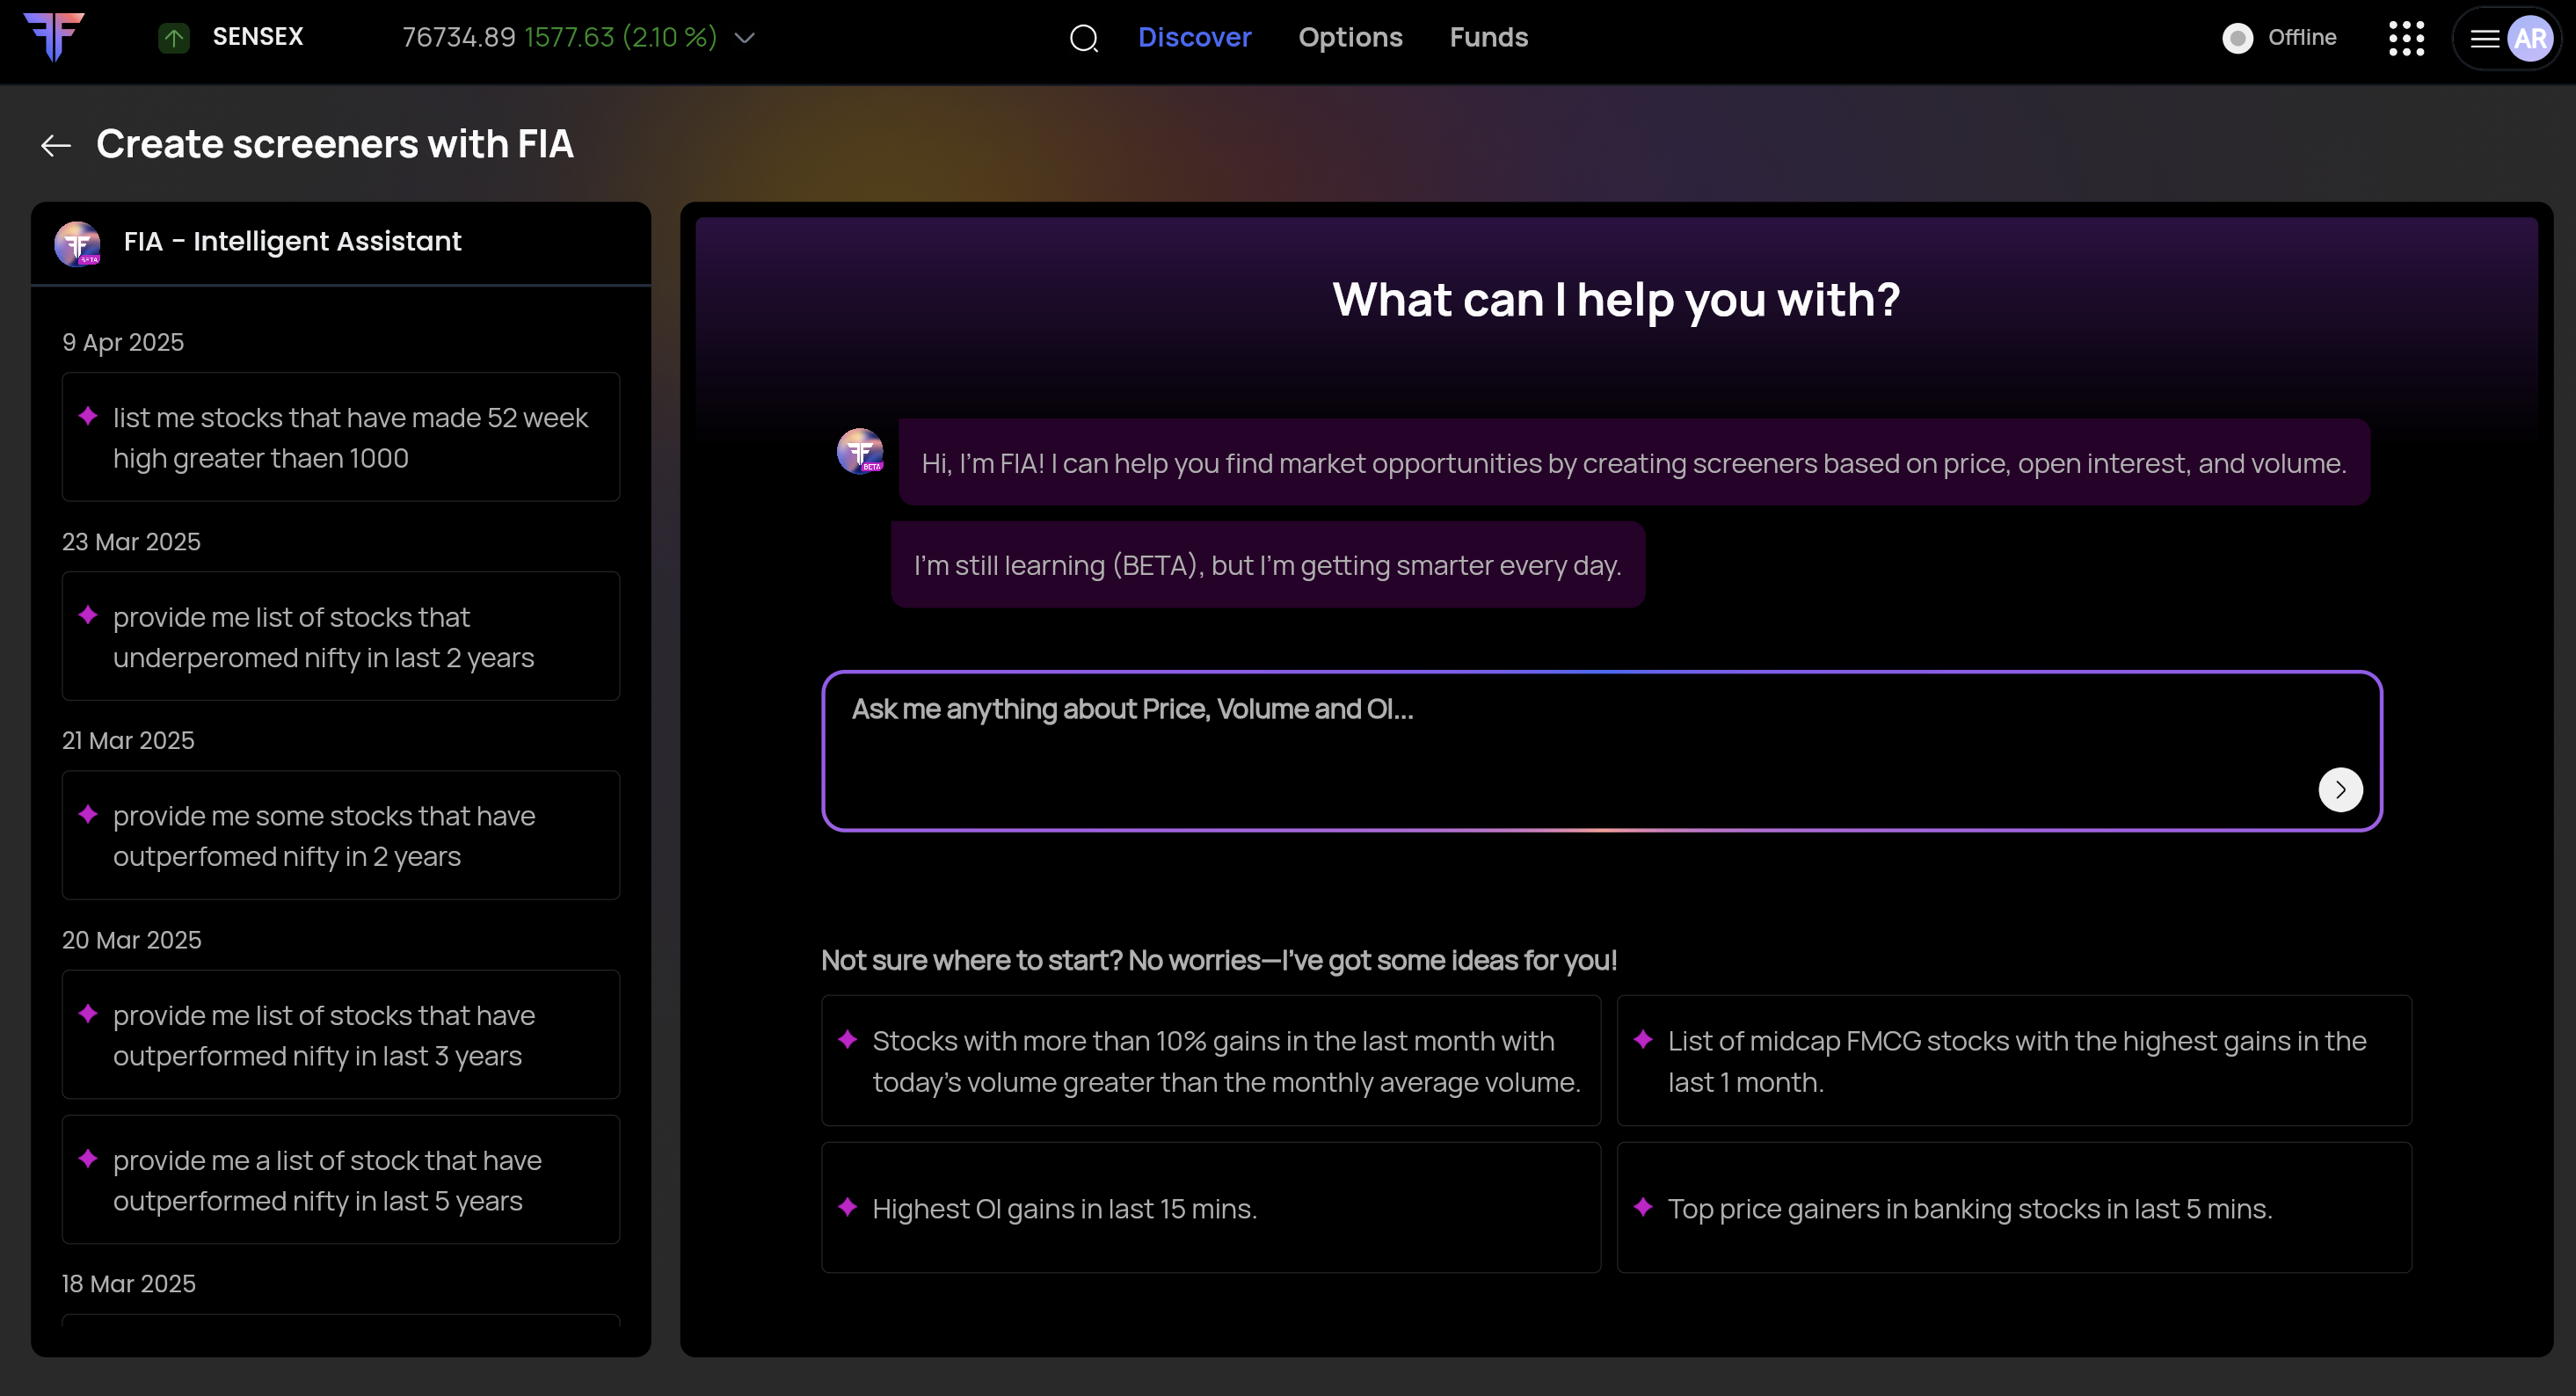 SENSEX 76734.89 1577.63 (2.10 %)
Discover Options Funds
Offline
AR
Create screeners with FIA
FIA - Intelligent Assistant
9 Apr 2025
list me stocks that have made 52 week
high greater thaen 1000
23 Mar 2025
provide me list of stocks that
underperomed nifty in last 2 years
21 Mar 2025
provide me some stocks that have
outperfomed nifty in 2 years
20 Mar 2025
provide me list of stocks that have
outperformed nifty in last 3 years
provide me a list of stock that have
outperformed nifty in last 5 years
18 Mar 2025
What can I help you with?
BETA
Hi, I'm FIA! I can help you find market opportunities by creating screeners based on price, open interest, and volume.
I'm still learning (BETA), but I'm getting smarter every day.
Ask me anything about Price, Volume and OI...
Not sure where to start? No worries—I've got some ideas for you!
Stocks with more than 10% gains in the last month with
today's volume greater than the monthly average volume.
List of midcap FMCG stocks with the highest gains in the
last 1 month.
Highest OI gains in last 15 mins.
Top price gainers in banking stocks in last 5 mins.